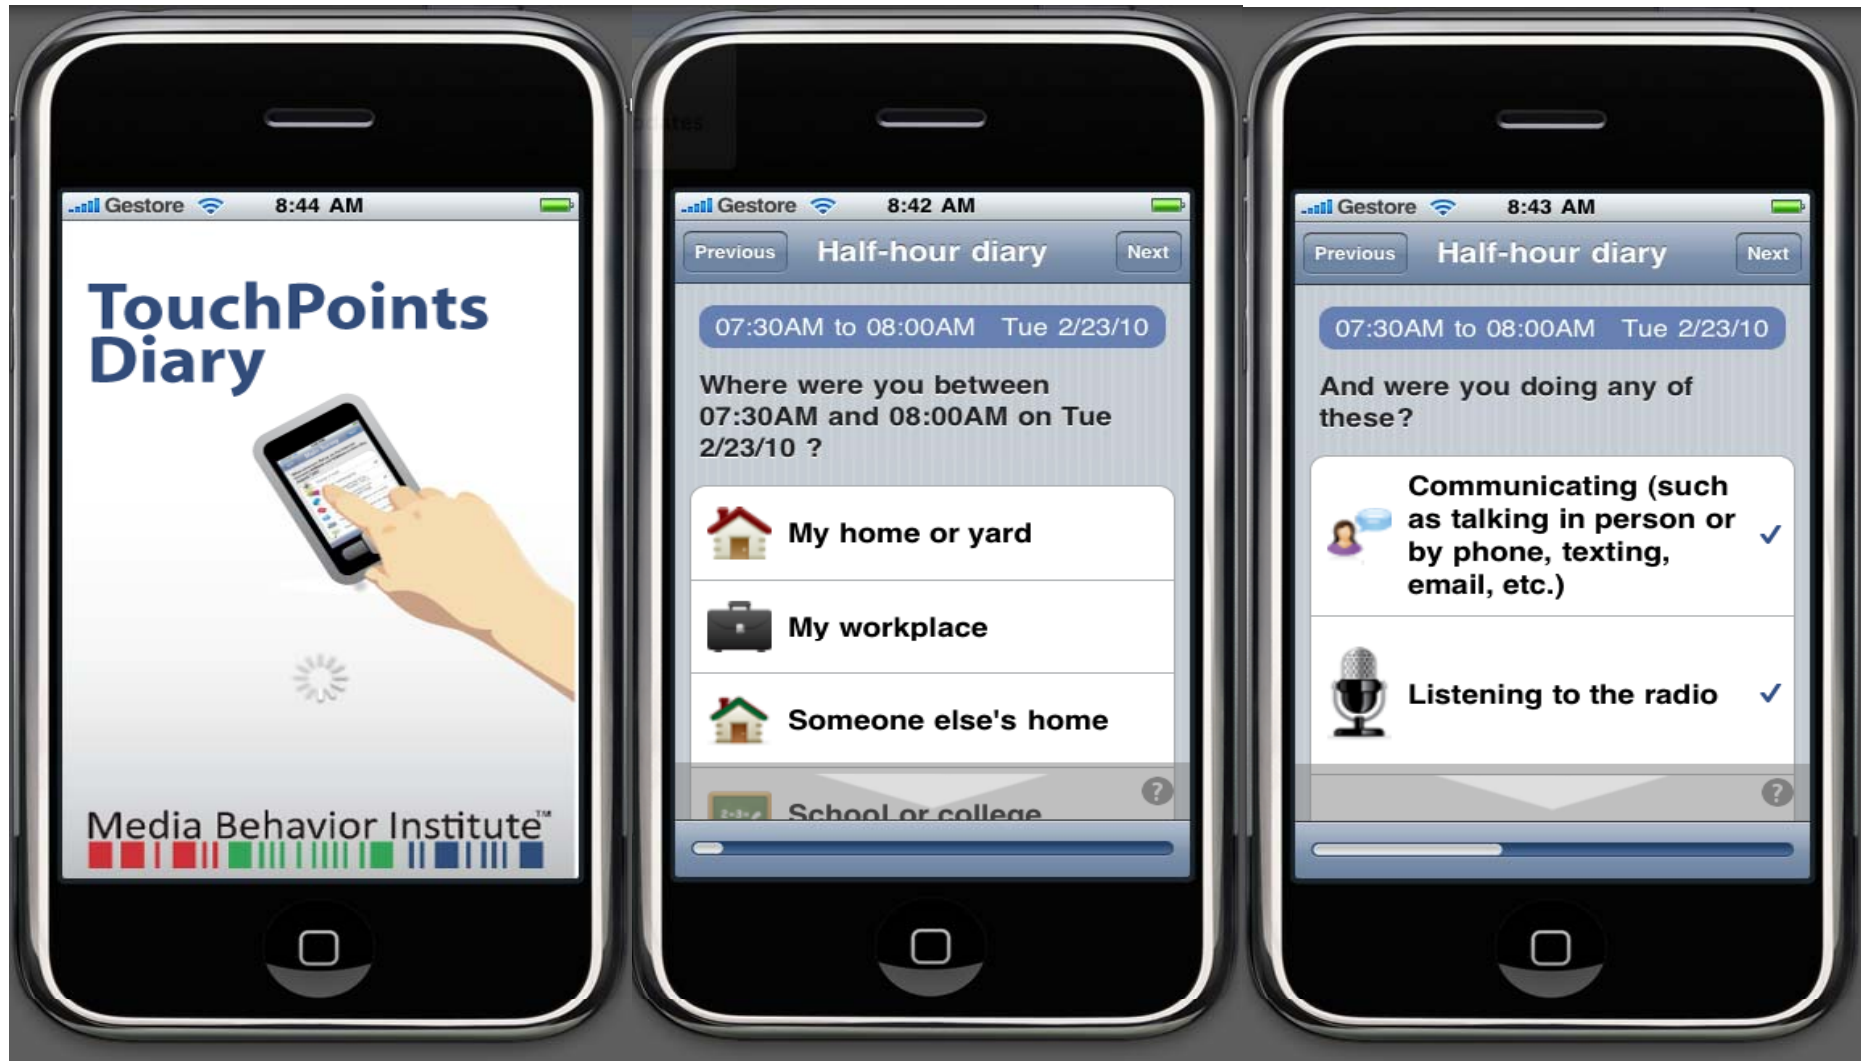 Gestore 8:44 AM
TouchPoints
Diary
Media Behavior Institute™
Gestore 8:42 AM
Previous Half-hour diary Next
07:30AM to 08:00AM Tue 2/23/10
Where were you between
07:30AM and 08:00AM on Tue
2/23/10 ?
My home or yard
My workplace
Someone else's home
School or college
?
Gestore 8:43 AM
Previous Half-hour diary Next
07:30AM to 08:00AM Tue 2/23/10
And were you doing any of
these?
Communicating (such
as talking in person or
by phone, texting,
email, etc.)
Listening to the radio
?